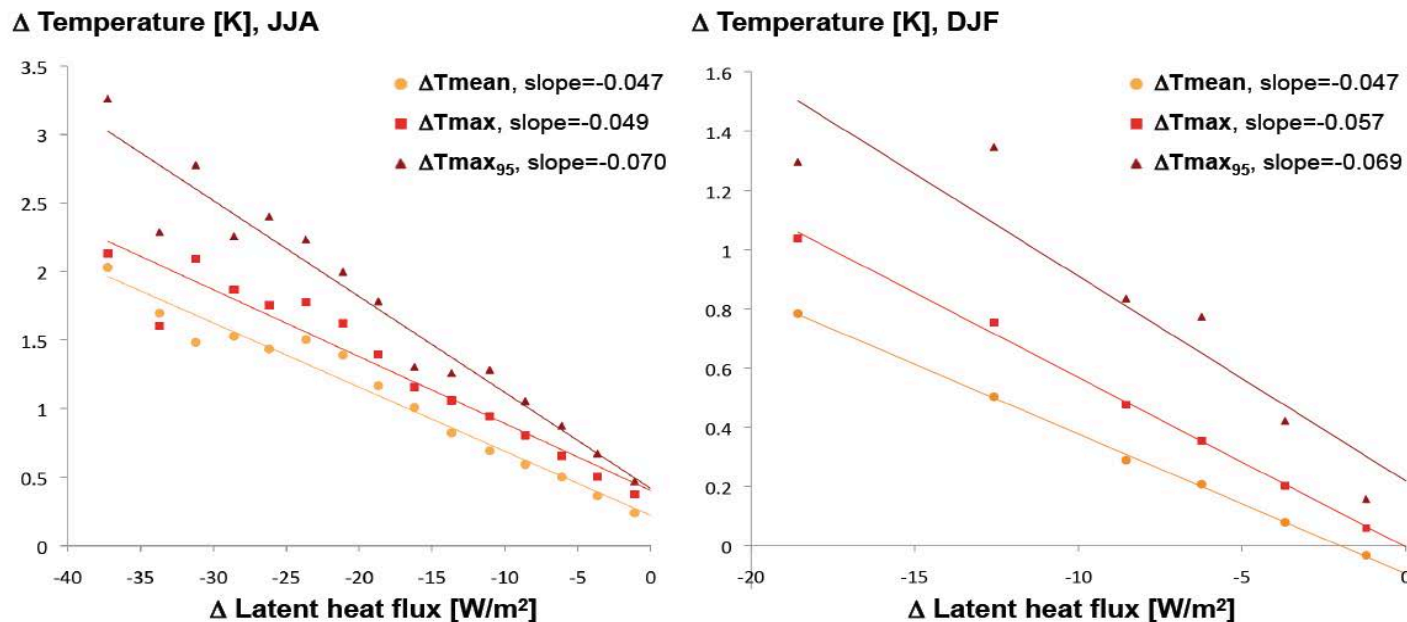 Δ Temperature [K], JJA
3.5
3
2.5
2
1.5
1
0.5
0
-40 -35 -30 -25 -20 -15 -10 -5 0
Δ Latent heat flux [W/m²]
ΔTmean, slope=-0.047
ΔTmax, slope=-0.049
ΔTmax₉₅, slope=-0.070
Δ Temperature [K], DJF
1.6
1.4
1.2
1
0.8
0.6
0.4
0.2
0
-20 -15 -10 -5 0
Δ Latent heat flux [W/m²]
ΔTmean, slope=-0.047
ΔTmax, slope=-0.057
ΔTmax₉₅, slope=-0.069